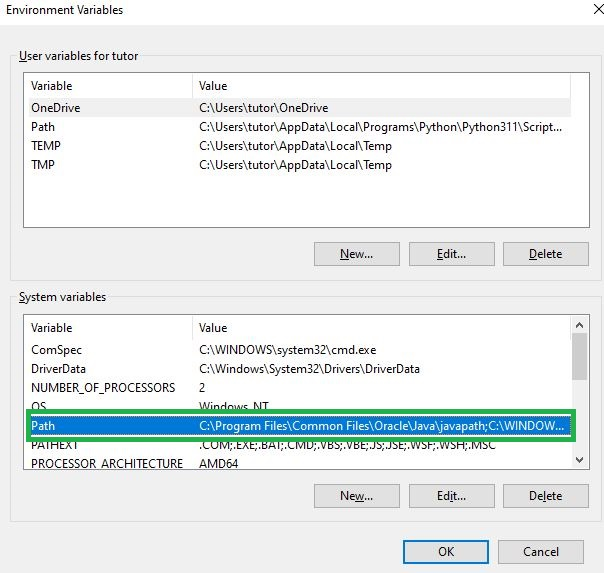 Environment Variables
User variables for tutor
Variable Value
OneDrive C:\Users\tutor\OneDrive
Path C:\Users\tutor\AppData\Local\Programs\Python\Python311\Script...
TEMP C:\Users\tutor\AppData\Local\Temp
TMP C:\Users\tutor\AppData\Local\Temp
New... Edit... Delete
System variables
Variable Value
ComSpec C:\WINDOWS\system32\cmd.exe
DriverData C:\Windows\System32\Drivers\DriverData
NUMBER_OF_PROCESSORS 2
OS Windows_NT
Path C:\Program Files\Common Files\Oracle\Java\javapath;C:\WINDOW...
PATHEXT .COM;.EXE;.BAT;.CMD;.VBS;.VBE;.JS;.JSE;.WSF;.WSH;.MSC
PROCESSOR_ARCHITECTURE AMD64
New... Edit... Delete
OK Cancel